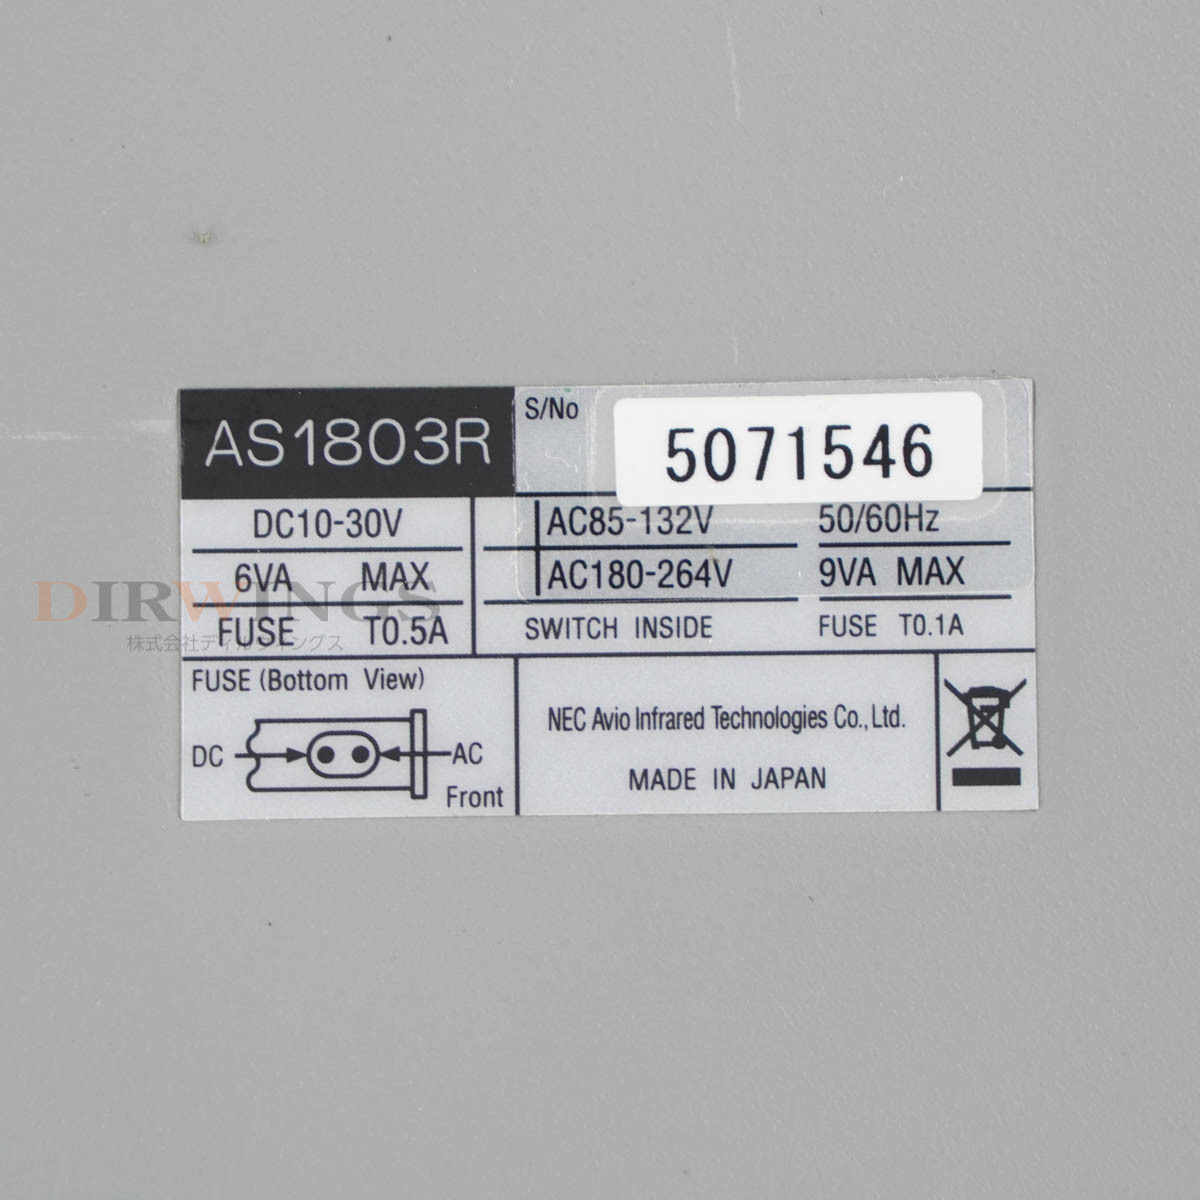 AS1803R
S/No
5071546
DC10-30V
AC85-132V 50/60Hz
6VA MAX
AC180-264V 9VA MAX
FUSE T0.5A
SWITCH INSIDE FUSE T0.1A
DIRWINGS
株式会社ディルウィングス
FUSE (Bottom View)
DC
AC
Front
NEC Avio Infrared Technologies Co., Ltd.
MADE IN JAPAN